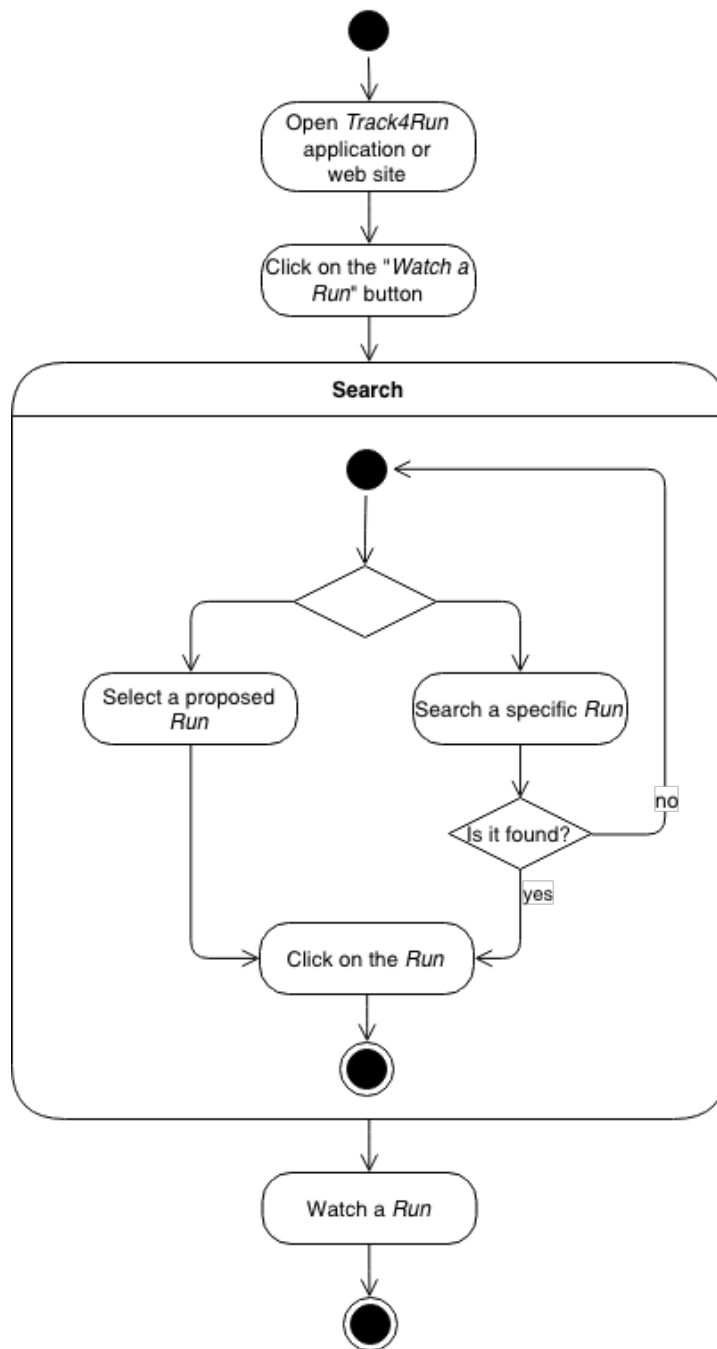 Open Track4Run
application or
web site
Click on the "Watch a
Run" button
Search
Select a proposed
Run
Search a specific Run
Is it found?
no
yes
Click on the Run
Watch a Run